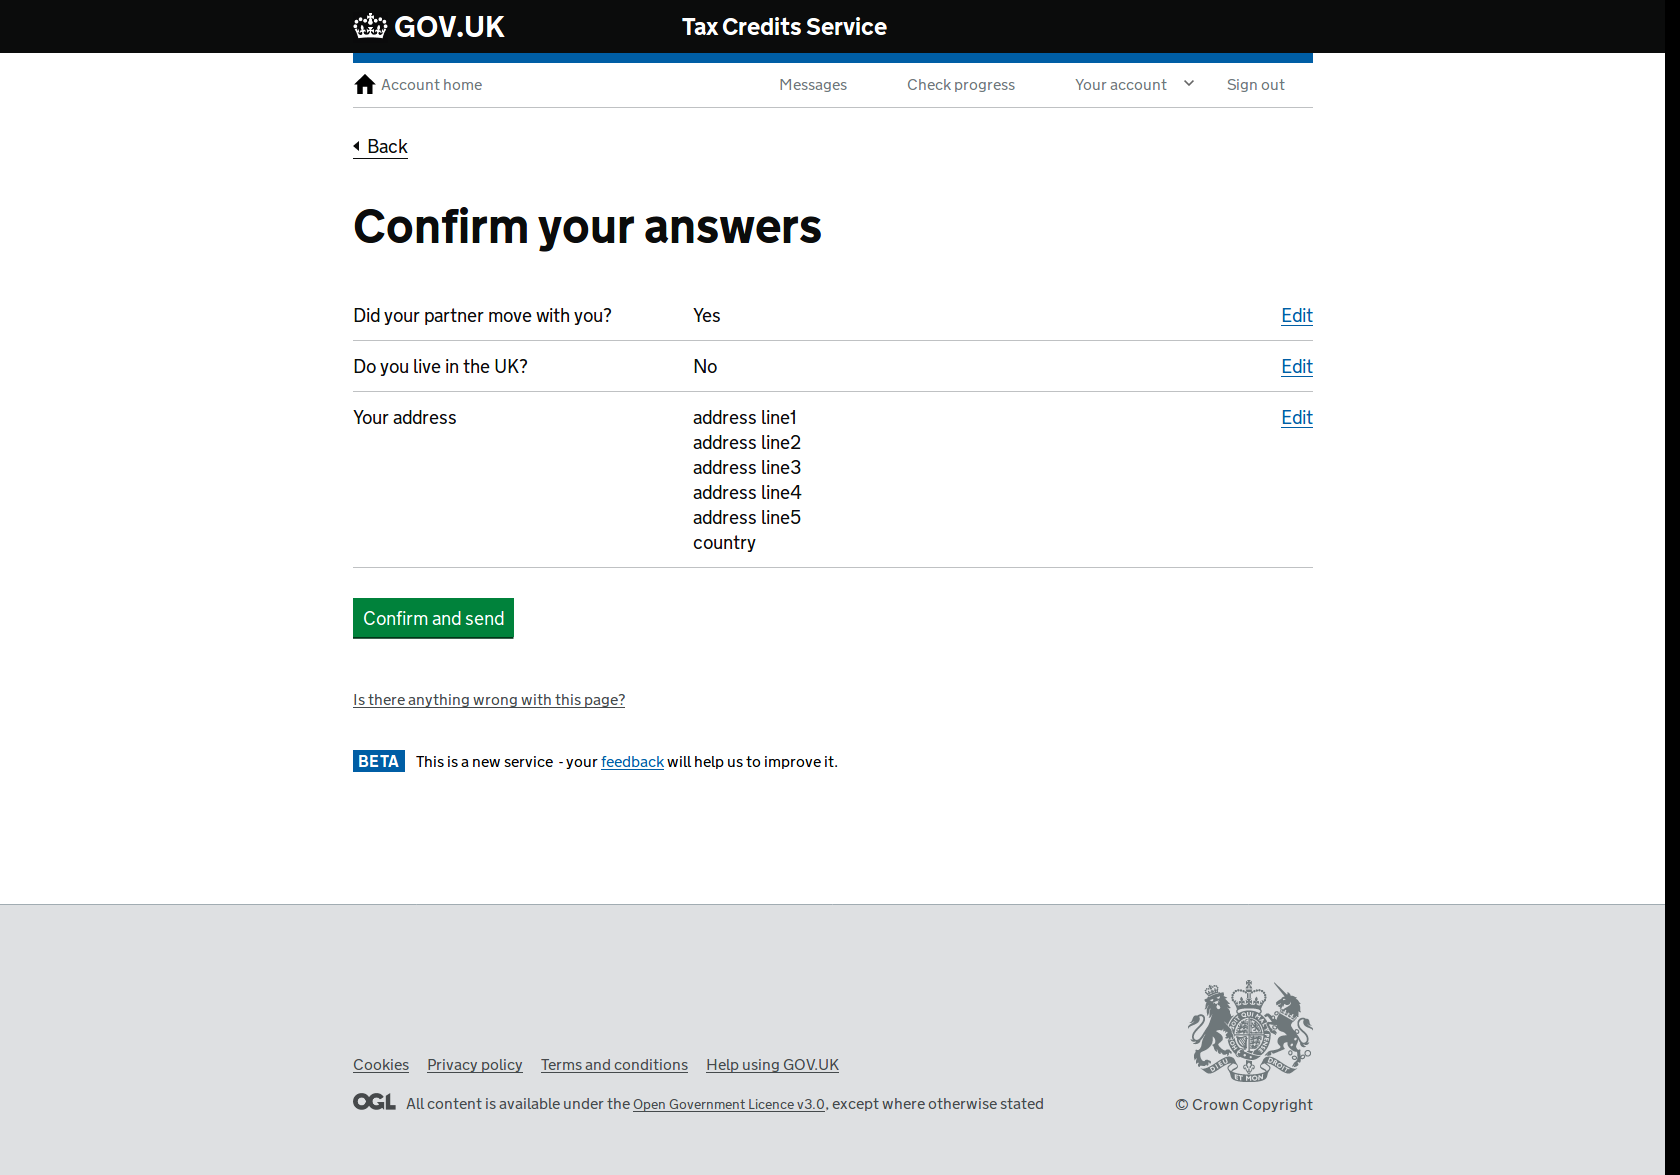 GOV.UK Tax Credits Service
Account home Messages Check progress Your account Sign out
Back
Confirm your answers
Did your partner move with you? Yes Edit
Do you live in the UK? No Edit
Your address address line1 Edit
address line2
address line3
address line4
address line5
country
Confirm and send
Is there anything wrong with this page?
BETA This is a new service - your feedback will help us to improve it.
Cookies Privacy policy Terms and conditions Help using GOV.UK
OGL All content is available under the Open Government Licence v3.0, except where otherwise stated
© Crown Copyright